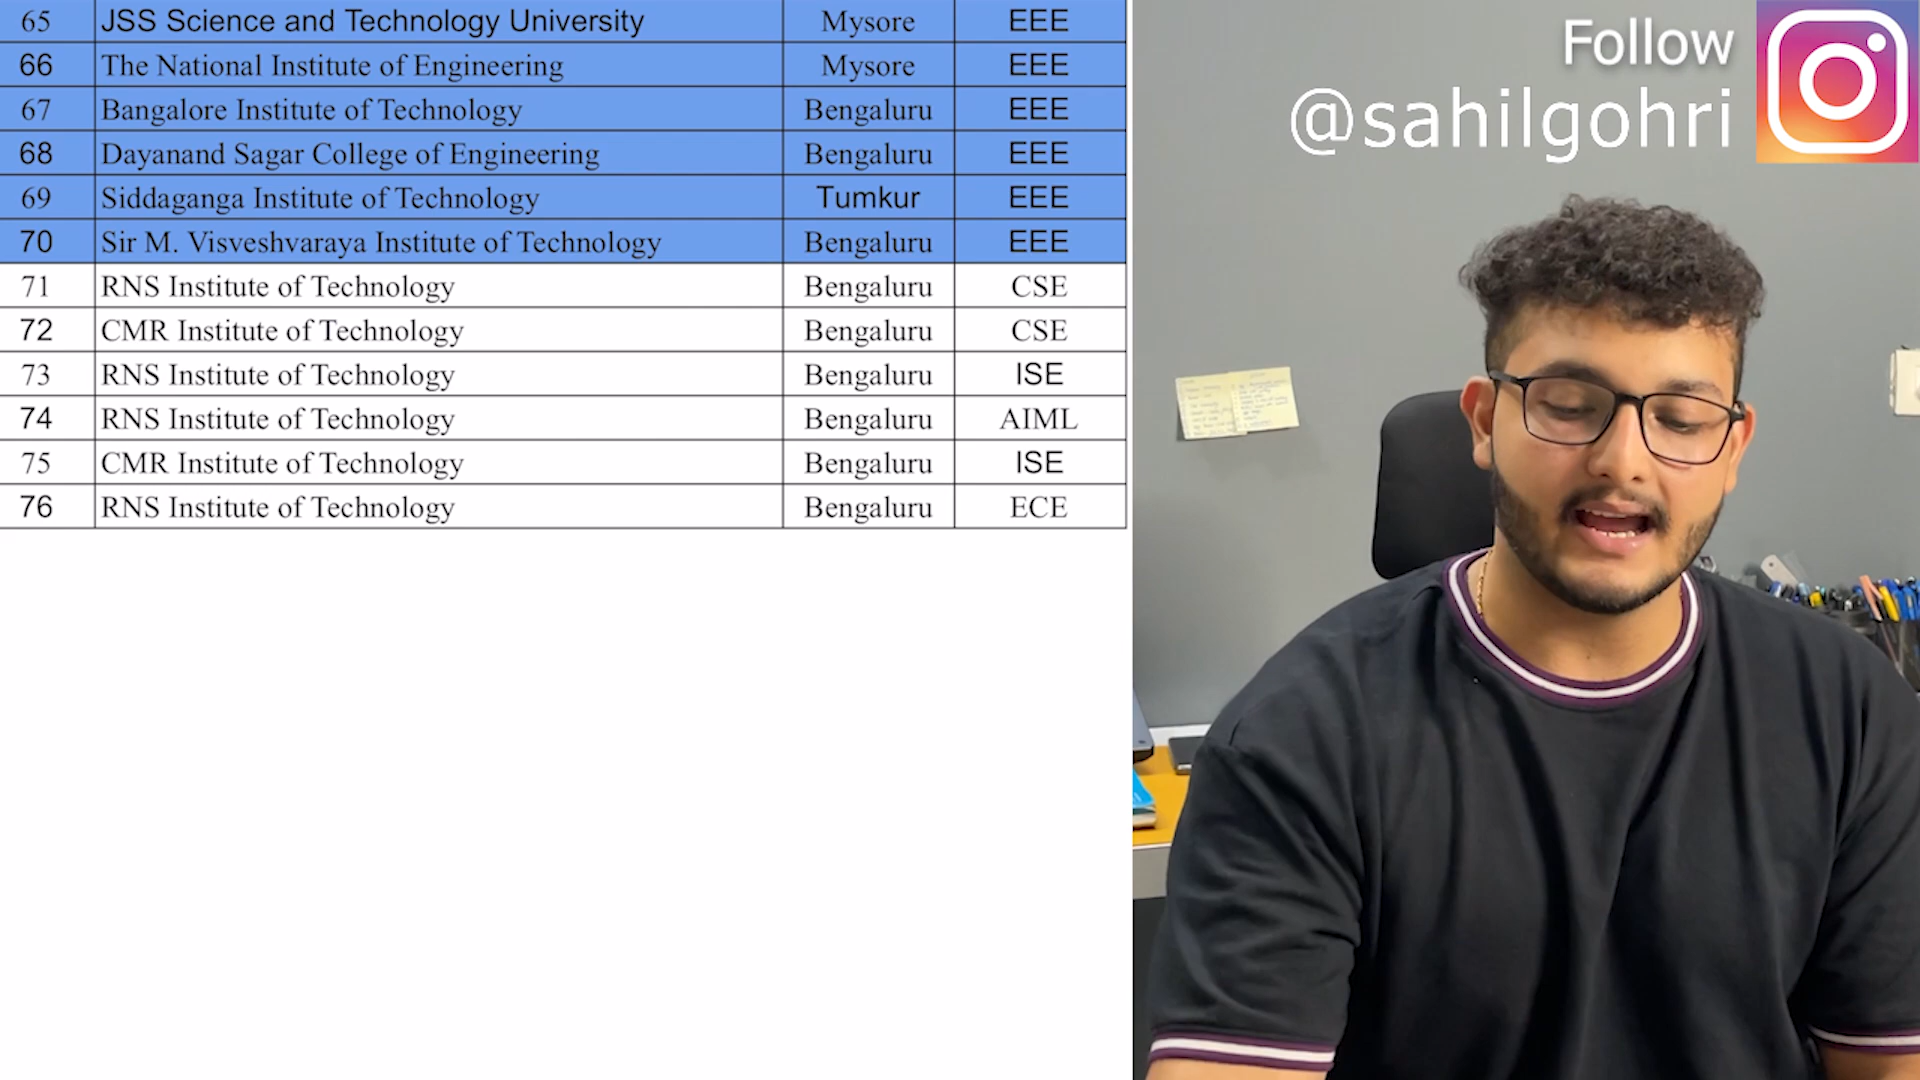 65 JSS Science and Technology University Mysore EEE
66 The National Institute of Engineering Mysore EEE
67 Bangalore Institute of Technology Bengaluru EEE
68 Dayanand Sagar College of Engineering Bengaluru EEE
69 Siddaganga Institute of Technology Tumkur EEE
70 Sir M. Visveshvaraya Institute of Technology Bengaluru EEE
71 RNS Institute of Technology Bengaluru CSE
72 CMR Institute of Technology Bengaluru CSE
73 RNS Institute of Technology Bengaluru ISE
74 RNS Institute of Technology Bengaluru AIML
75 CMR Institute of Technology Bengaluru ISE
76 RNS Institute of Technology Bengaluru ECE
Follow
@sahilgohri